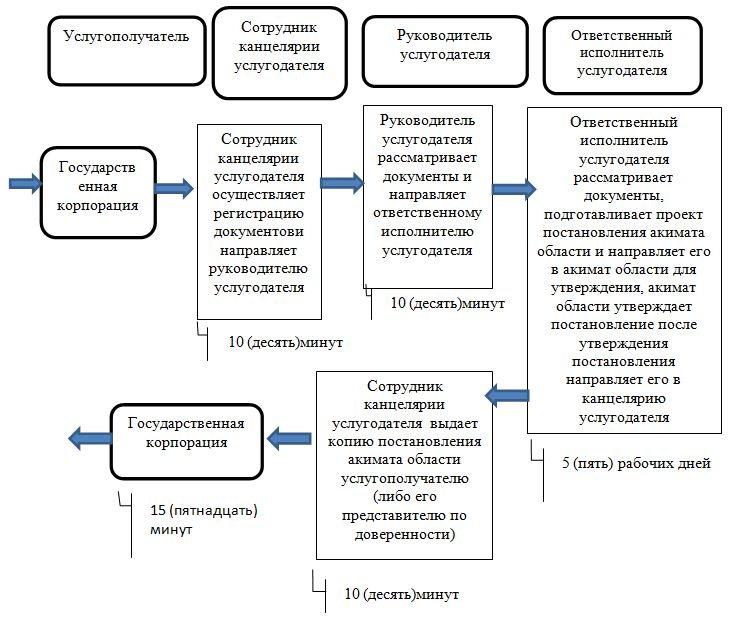 Услугополучатель
Сотрудник
канцелярии
услугодателя
Руководитель
услугодателя
Ответственный
исполнитель
услугодателя
Государств
енная
корпорация
Сотрудник
канцелярии
услугодателя
осуществляет
регистрацию
документови
направляет
руководителю
услугодателя
10 (десять)минут
Руководитель
услугодателя
рассматривает
документы и
направляет
ответственному
исполнителю
услугодателя
10 (десять)минут
Ответственный
исполнитель
услугодателя
рассматривает
документы,
подготавливает проект
постановления акимата
области и направляет его
в акимат области для
утверждения, акимат
области утверждает
постановление после
утверждения
постановления
направляет его в
канцелярию
услугодателя
5 (пять) рабочих дней
Сотрудник
канцелярии
услугодателя выдает
копию постановления
акимата области
услугополучателю
(либо его
представителю по
доверенности)
10 (десять)минут
Государственная
корпорация
15 (пятнадцать)
минут